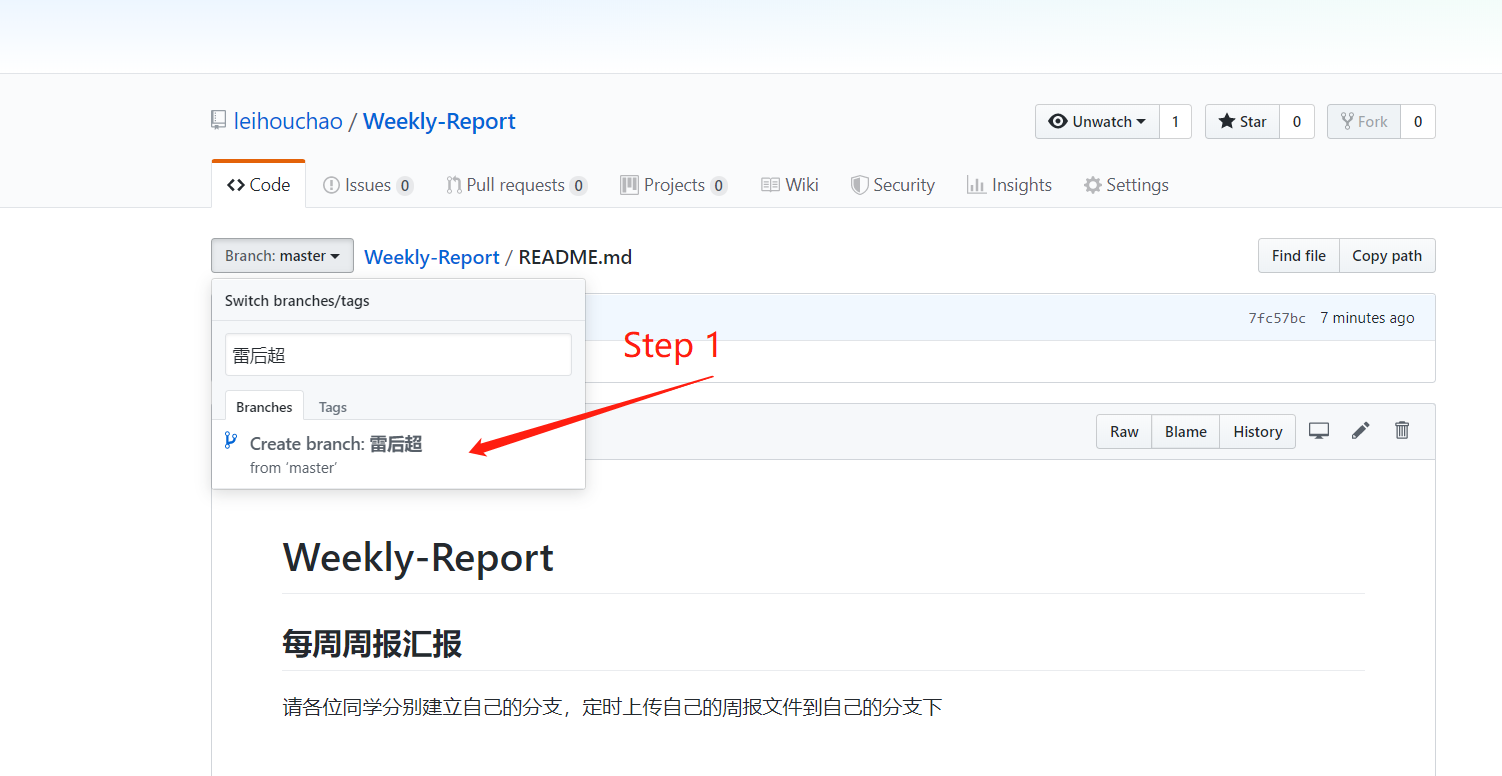 leihouchao / Weekly-Report
Unwatch 1 Star 0 Fork 0
Code Issues 0 Pull requests 0 Projects 0 Wiki Security Insights Settings
Branch: master Weekly-Report / README.md Find file Copy path
Switch branches/tags
7fc57bc 7 minutes ago
Step 1
雷后超
Branches Tags
Raw Blame History
Create branch: 雷后超
from ‘master’
Weekly-Report
每周周报汇报
请各位同学分别建立自己的分支，定时上传自己的周报文件到自己的分支下